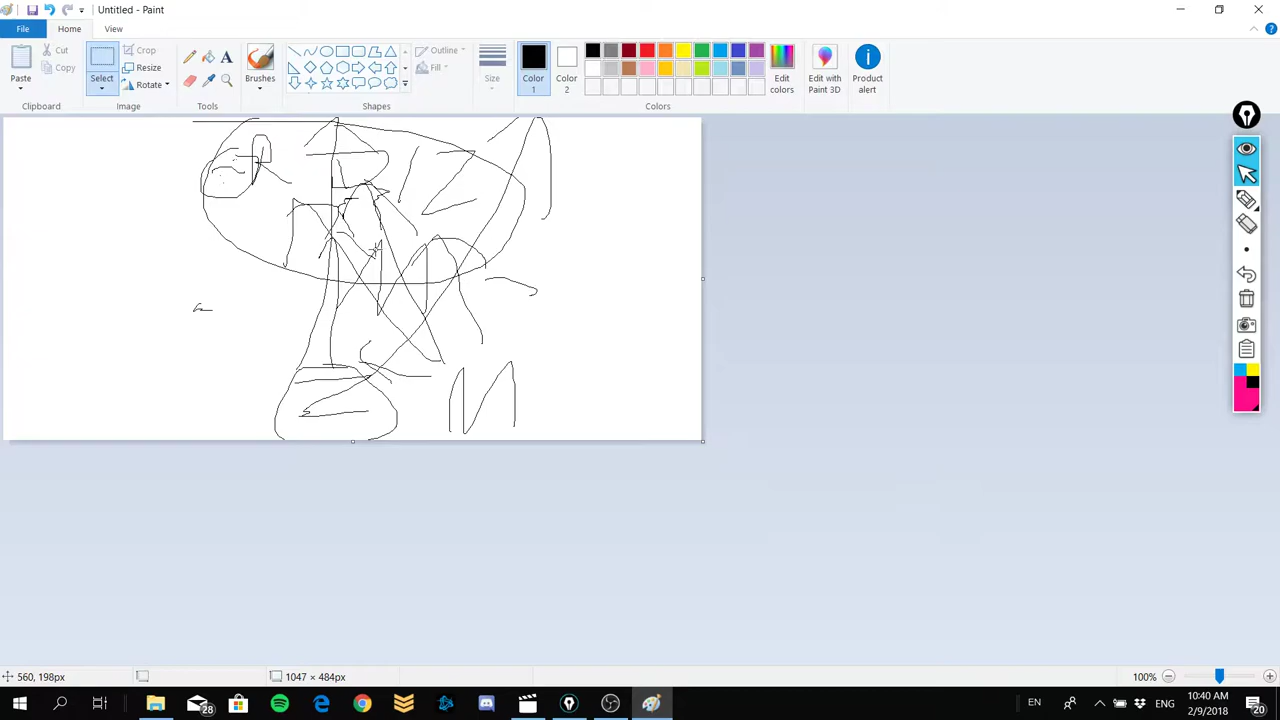 Untitled - Paint
File Home View
Paste
Cut
Copy
Clipboard
Select
Crop
Resize
Rotate
Image
Tools
Brushes
Outline
Fill
Shapes
Size
Color 1
Color 2
Edit colors
Colors
Edit with Paint 3D
Product alert
560, 198px
1047 × 484px
100%
28
EN
ENG
10:40 AM
2/9/2018
20